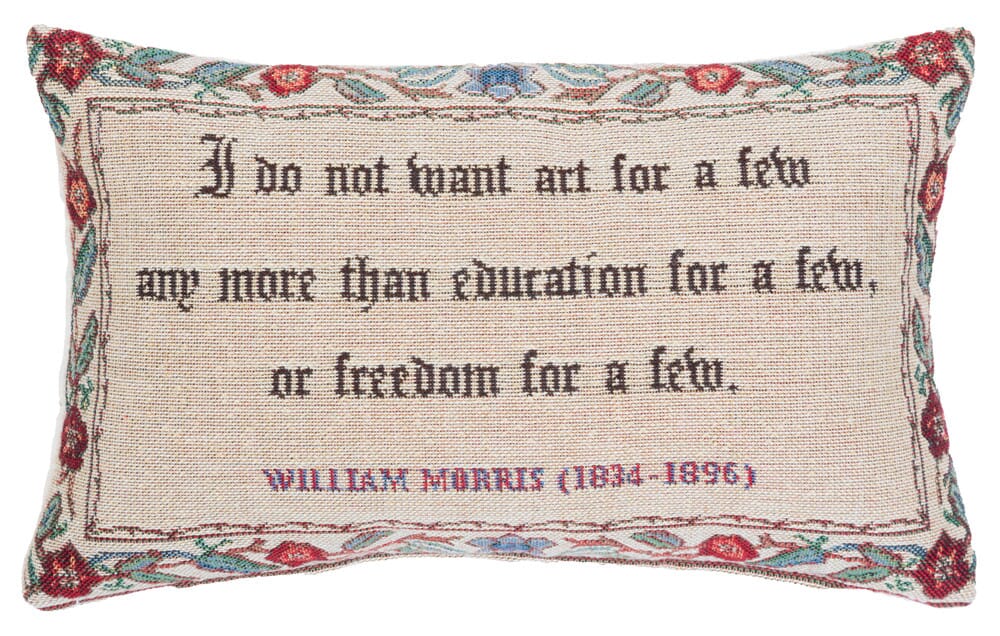 I do not want art for a few
any more than education for a few,
or freedom for a few.
WILLIAM MORRIS (1834-1896)